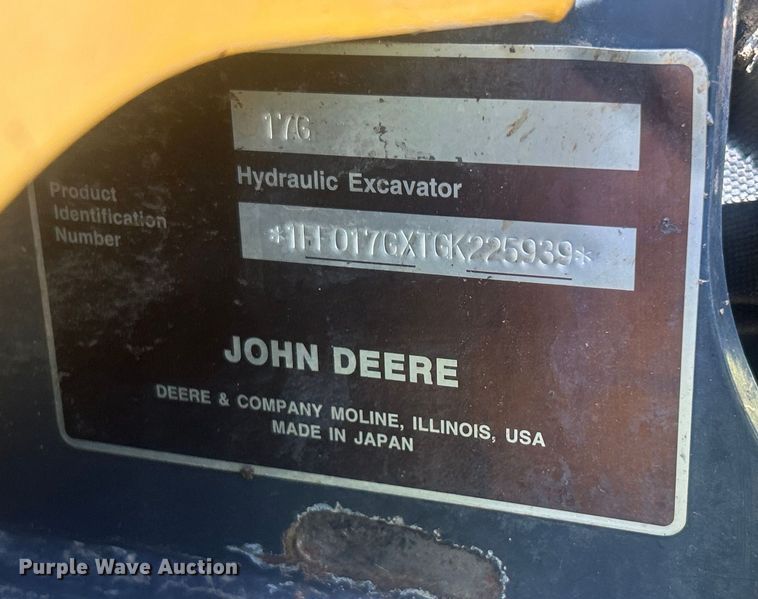 17G
Hydraulic Excavator
Product
Identification
Number
*1FF017GXTGK225939*
JOHN DEERE
DEERE & COMPANY MOLINE, ILLINOIS, USA
MADE IN JAPAN
Purple Wave Auction